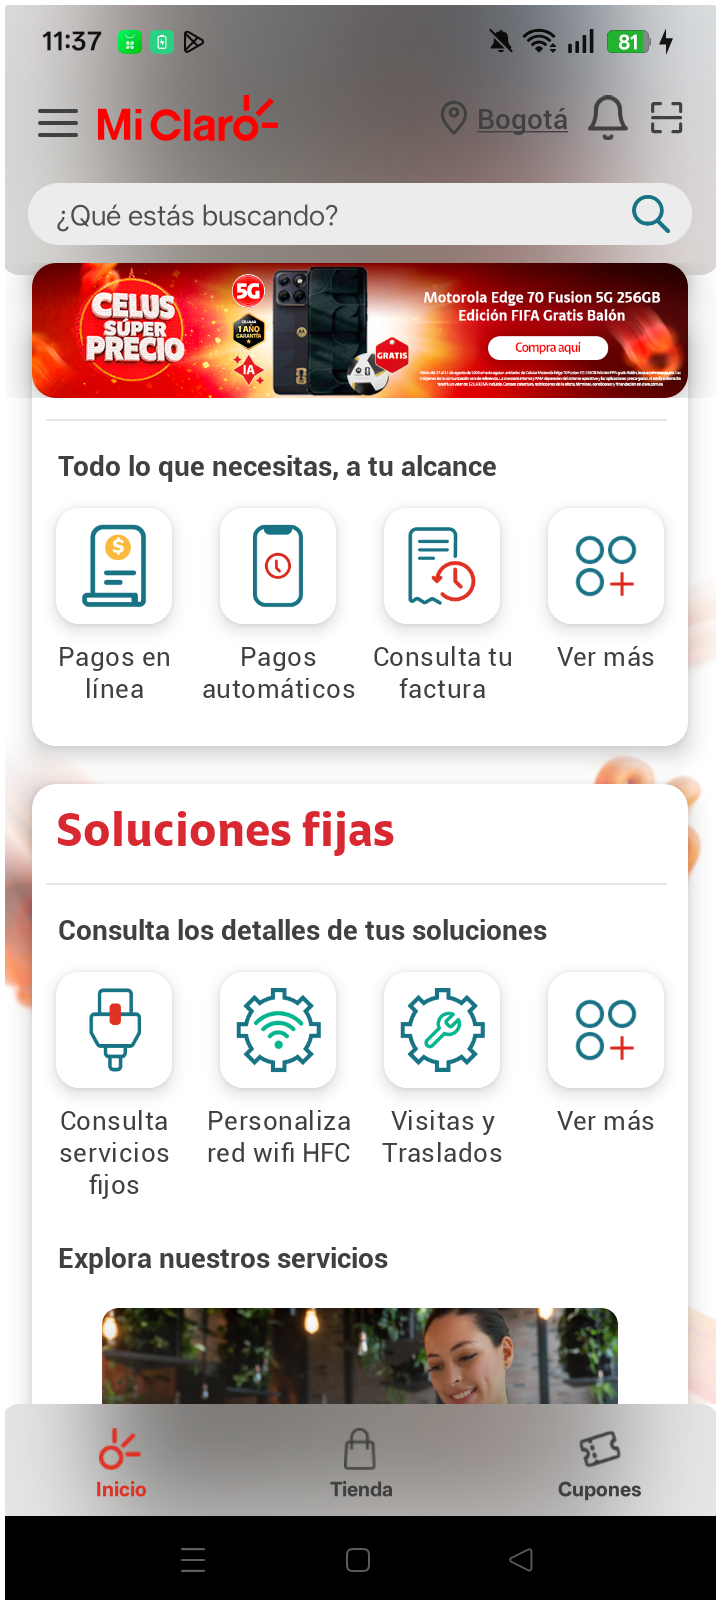 11:37
81
Mi Claro
Bogotá
¿Qué estás buscando?
CELUS
SÚPER
PRECIO
5G
1 AÑO
GARANTÍA
IA
GRATIS
Motorola Edge 70 Fusion 5G 256GB
Edición FIFA Gratis Balón
Compra aquí
Todo lo que necesitas, a tu alcance
Pagos en
línea
Pagos
automáticos
Consulta tu
factura
Ver más
Soluciones fijas
Consulta los detalles de tus soluciones
Consulta
servicios
fijos
Personaliza
red wifi HFC
Visitas y
Traslados
Ver más
Explora nuestros servicios
Inicio
Tienda
Cupones